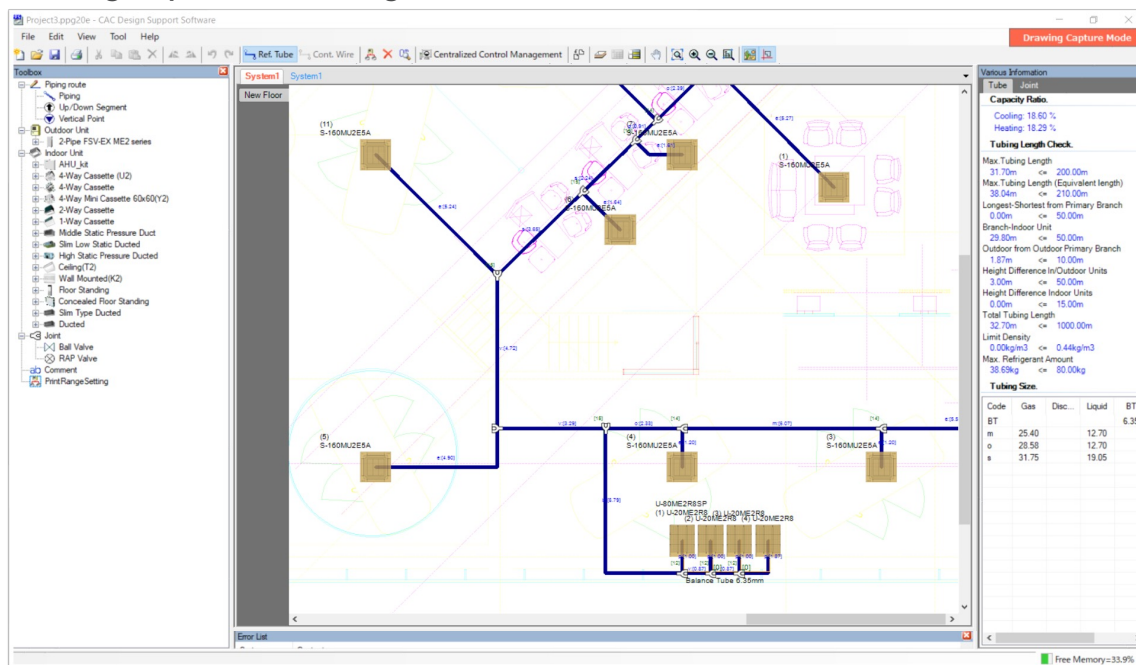 Project3.ppg20e - CAC Design Support Software
File Edit View Tool Help
Drawing Capture Mode
Ref. Tube Cont. Wire Centralized Control Management
Toolbox
Piping route
Piping
Up/Down Segment
Vertical Point
Outdoor Unit
2-Pipe FSV-EX ME2 series
Indoor Unit
AHU_kit
4-Way Cassette (U2)
4-Way Cassette
4-Way Mini Cassette 60x60(Y2)
2-Way Cassette
1-Way Cassette
Middle Static Pressure Duct
Slim Low Static Ducted
High Static Pressure Ducted
Ceiling(T2)
Wall Mounted(K2)
Floor Standing
Concealed Floor Standing
Slim Type Ducted
Ducted
Joint
Ball Valve
RAP Valve
Comment
PrintRangeSetting
System1 System1
New Floor
(11)
S-160MU2E5A
(1)
S-160MU2E5A
(5)
S-160MU2E5A
(4)
S-160MU2E5A
(3)
S-160MU2E5A
U-80ME2R8SP
(1) U-20ME2R8 (3) U-20ME2R8
(2) U-20ME2R8 (4) U-20ME2R8
Balance Tube 6.35mm
Error List
Various Information
Tube Joint
Capacity Ratio.
Cooling: 18.60 %
Heating: 18.29 %
Tubing Length Check.
Max.Tubing Length
31.70m <= 200.00m
Max.Tubing Length (Equivalent length)
38.04m <= 210.00m
Longest-Shortest from Primary Branch
0.00m <= 50.00m
Branch-Indoor Unit
29.80m <= 50.00m
Outdoor from Outdoor Primary Branch
1.87m <= 10.00m
Height Difference In/Outdoor Units
3.00m <= 50.00m
Height Difference Indoor Units
0.00m <= 15.00m
Total Tubing Length
32.70m <= 1000.00m
Limit Density
0.00kg/m3 <= 0.44kg/m3
Max. Refrigerant Amount
38.69kg <= 80.00kg
Tubing Size.
Code Gas Disc... Liquid BT
BT 6.35
m 25.40 12.70
o 28.58 12.70
s 31.75 19.05
Free Memory=33.9%